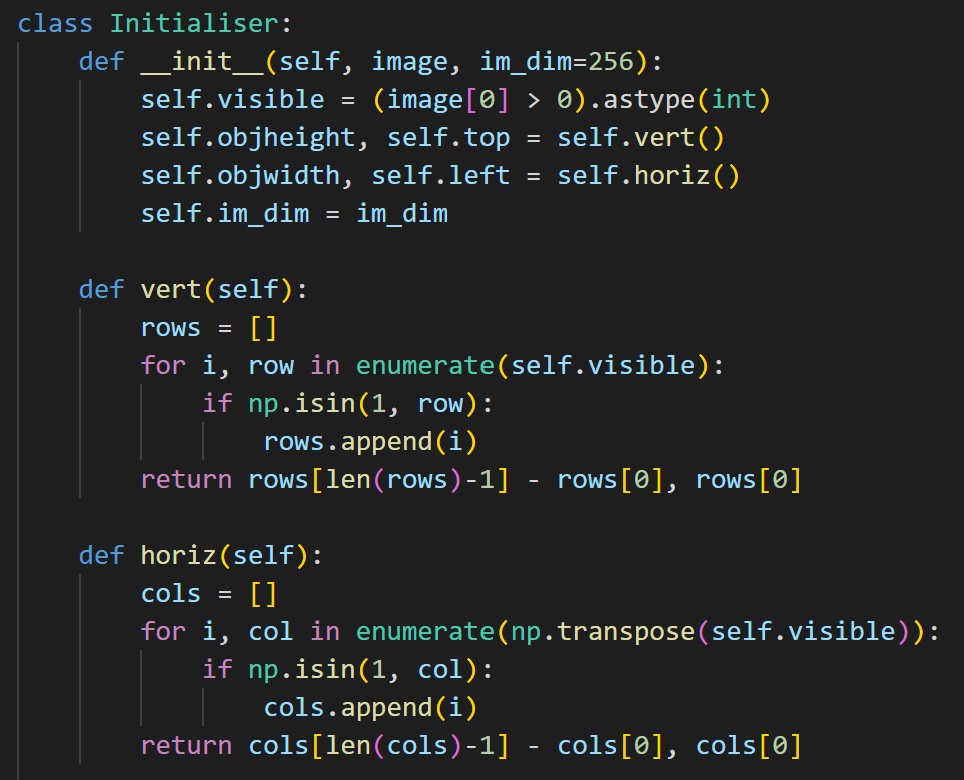 class Initialiser:
    def __init__(self, image, im_dim=256):
        self.visible = (image[0] > 0).astype(int)
        self.objheight, self.top = self.vert()
        self.objwidth, self.left = self.horiz()
        self.im_dim = im_dim

    def vert(self):
        rows = []
        for i, row in enumerate(self.visible):
            if np.isin(1, row):
                rows.append(i)
        return rows[len(rows)-1] - rows[0], rows[0]

    def horiz(self):
        cols = []
        for i, col in enumerate(np.transpose(self.visible)):
            if np.isin(1, col):
                cols.append(i)
        return cols[len(cols)-1] - cols[0], cols[0]